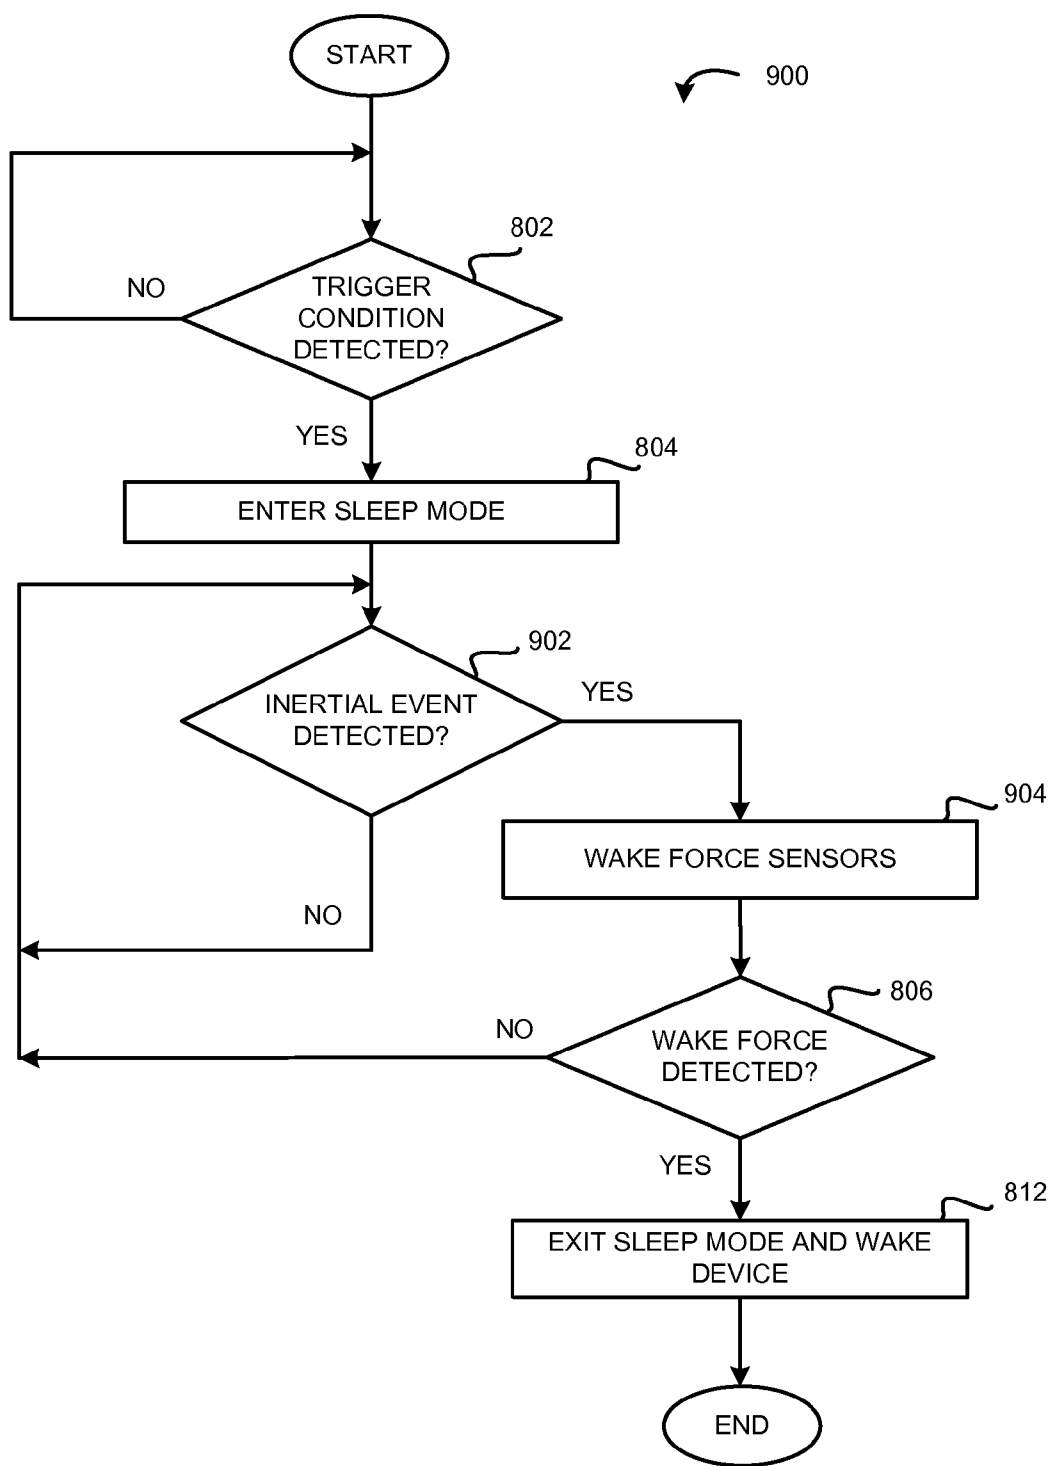 START
900
802
TRIGGER
CONDITION
DETECTED?
NO
YES
804
ENTER SLEEP MODE
902
INERTIAL EVENT
DETECTED?
YES
904
WAKE FORCE SENSORS
NO
806
NO
WAKE FORCE
DETECTED?
YES
812
EXIT SLEEP MODE AND WAKE
DEVICE
END